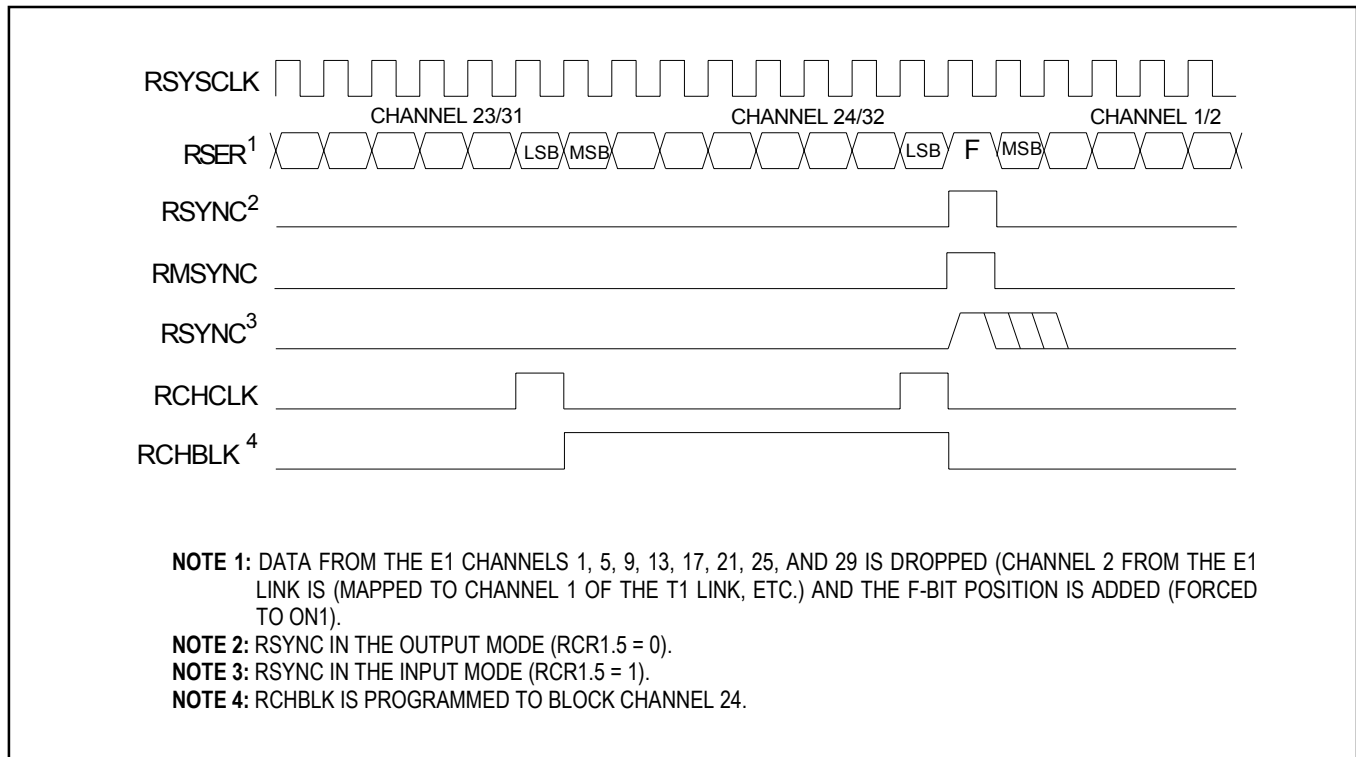 RSYSCLK
CHANNEL 23/31 CHANNEL 24/32 CHANNEL 1/2
RSER1 LSB MSB LSB F MSB
RSYNC2
RMSYNC
RSYNC3
RCHCLK
RCHBLK 4
NOTE 1: DATA FROM THE E1 CHANNELS 1, 5, 9, 13, 17, 21, 25, AND 29 IS DROPPED (CHANNEL 2 FROM THE E1
LINK IS (MAPPED TO CHANNEL 1 OF THE T1 LINK, ETC.) AND THE F-BIT POSITION IS ADDED (FORCED
TO ON1).
NOTE 2: RSYNC IN THE OUTPUT MODE (RCR1.5 = 0).
NOTE 3: RSYNC IN THE INPUT MODE (RCR1.5 = 1).
NOTE 4: RCHBLK IS PROGRAMMED TO BLOCK CHANNEL 24.